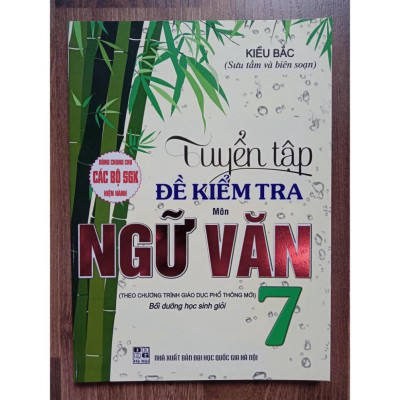 KIỀU BẮC
(Sưu tầm và biên soạn)
Tuyển tập
ĐỀ KIỂM TRA
Môn
DÙNG CHUNG CHO
CÁC BỘ SGK
HIỆN HÀNH
NGỮ VĂN
(THEO CHƯƠNG TRÌNH GIÁO DỤC PHỔ THÔNG MỚI)
Bồi dưỡng học sinh giỏi
7
NHÀ XUẤT BẢN ĐẠI HỌC QUỐC GIA HÀ NỘI